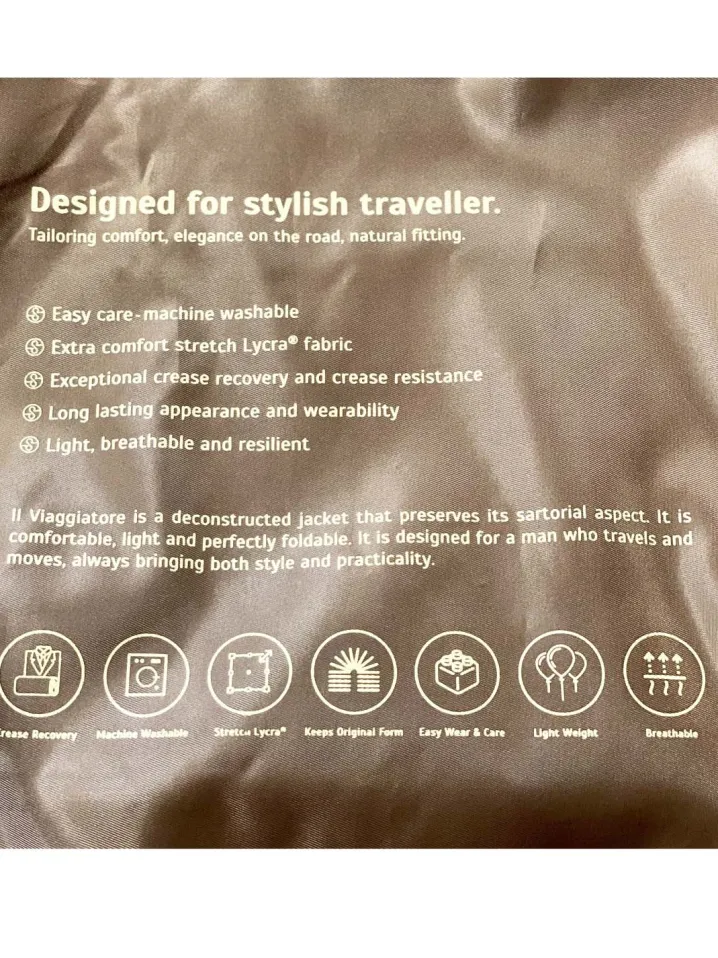 Designed for stylish traveller.
Tailoring comfort, elegance on the road, natural fitting.
Easy care-machine washable
Extra comfort stretch Lycra® fabric
Exceptional crease recovery and crease resistance
Long lasting appearance and wearability
Light, breathable and resilient
Il Viaggiatore is a deconstructed jacket that preserves its sartorial aspect. It is
comfortable, light and perfectly foldable. It is designed for a man who travels and
moves, always bringing both style and practicality.
rease Recovery Machine Washable Stretch Lycra® Keeps Original Form Easy Wear & Care Light Weight Breathable